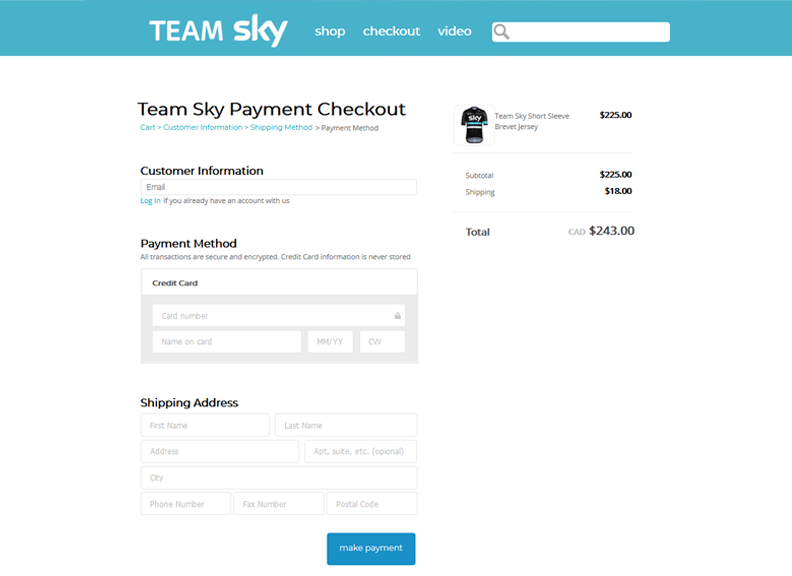 TEAM sky
shop checkout video
Team Sky Payment Checkout
Cart > Customer Information > Shipping Method > Payment Method
Customer Information
Email
Log In if you already have an account with us
Payment Method
All transactions are secure and encrypted. Credit Card information is never stored
Credit Card
Card number
Name on card MM/YY CW
Shipping Address
First Name Last Name
Address Apt, suite, etc. (opional)
City
Phone Number Fax Number Postal Code
make payment
sky
Team Sky Short Sleeve $225.00
Brevet Jersey
Subtotal $225.00
Shipping $18.00
Total CAD $243.00